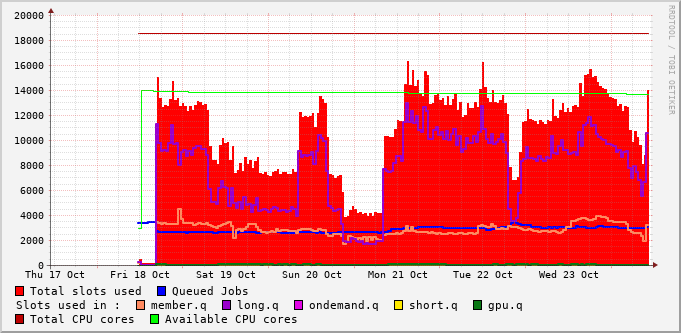 20000
18000
16000
14000
12000
10000
8000
6000
4000
2000
0
Thu 17 Oct Fri 18 Oct Sat 19 Oct Sun 20 Oct Mon 21 Oct Tue 22 Oct Wed 23 Oct
Total slots used Queued Jobs
Slots used in : member.q long.q ondemand.q short.q gpu.q
Total CPU cores Available CPU cores
RRDTOOL / TOBI OETIKER